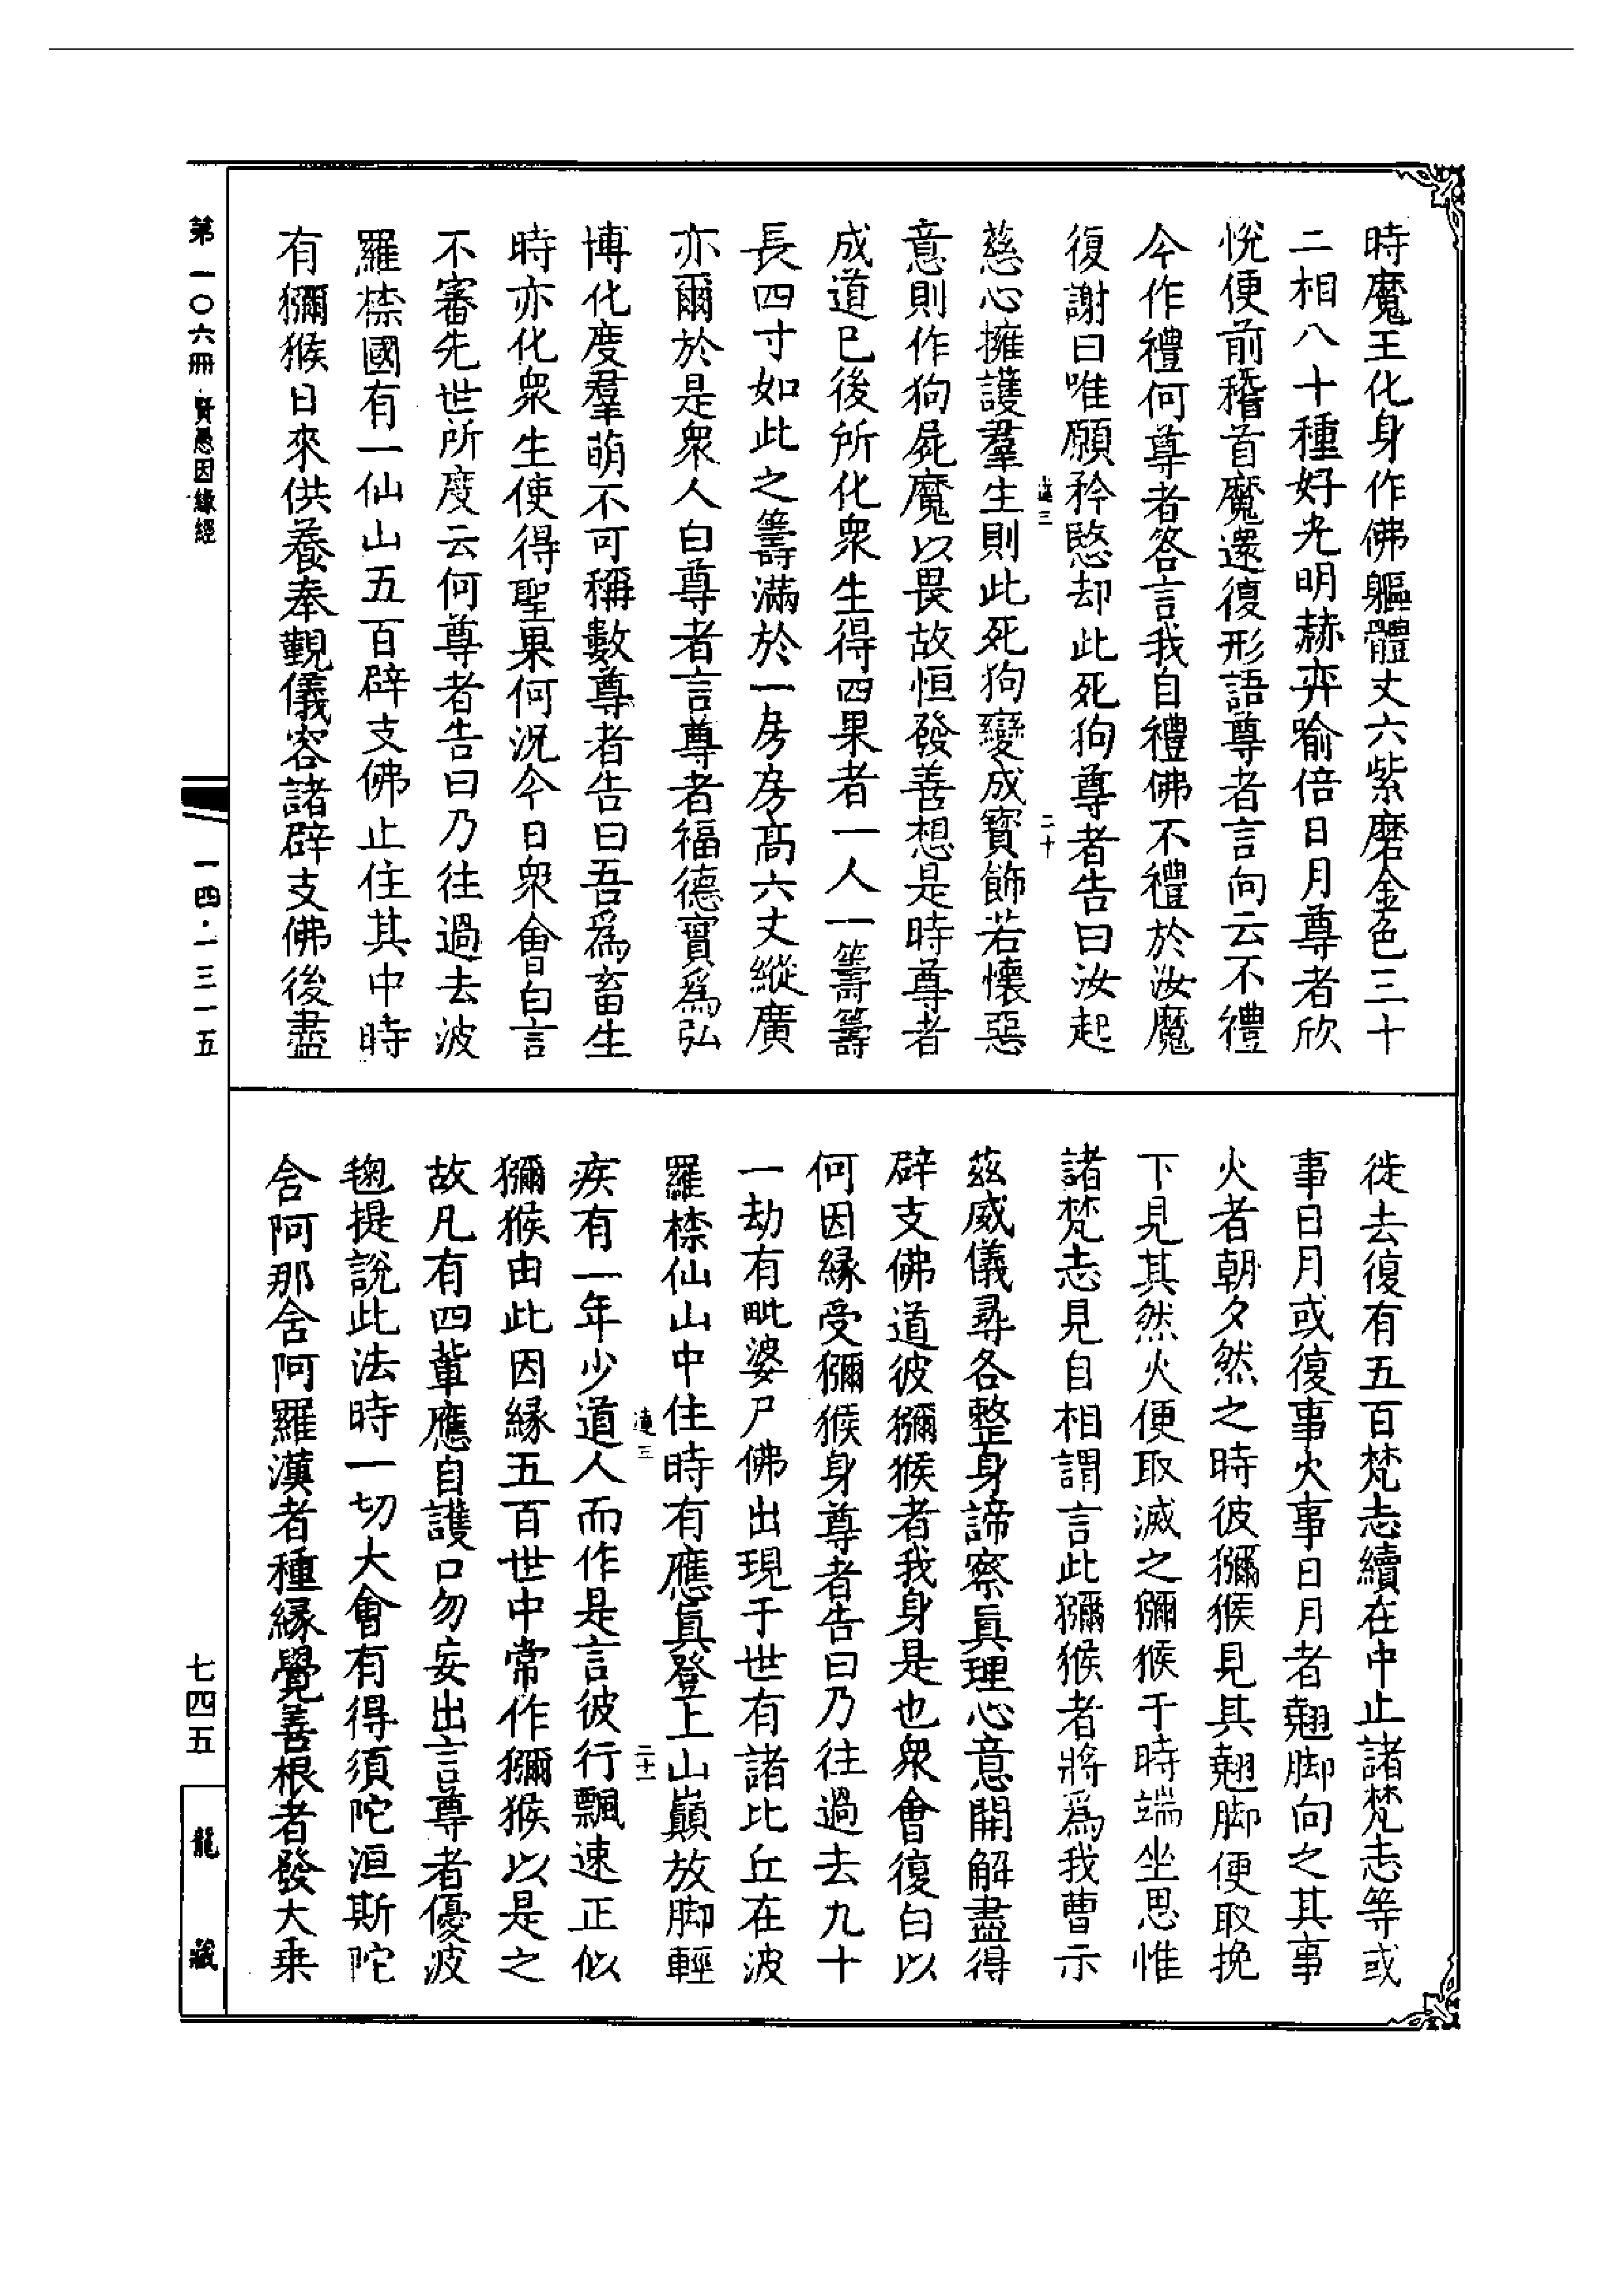 時魔王化身作佛軀體丈六紫磨金色三十
二相八十種好光明赫弈踰倍日月尊者欣
悅便前稽首魔還復形語尊者言向云不禮
今作禮何尊者答言我自禮佛不禮於汝魔
復謝曰唯願矜愍却此死狗尊者告曰汝起
連三
二十
慈心擁護羣生則此死狗變成寳飾若懷惡
意則作狗屍魔以畏故恒發善想是時尊者
成道已後所化衆生得四果者一人一籌籌
長四寸如此之籌滿於一房房髙六丈縱廣
亦爾於是衆人白尊者言尊者福德實爲弘
博化度羣萌不可稱數尊者告曰吾爲畜生
時亦化衆生使得聖果何況今日衆會白言
不審先世所度云何尊者告曰乃往過去波
羅㮈國有一仙山五百辟支佛止住其中時
有獼猴日來供養奉覲儀容諸辟支佛後盡
徙去復有五百梵志續在中止諸梵志等或
事日月或復事火事日月者翹脚向之其事
火者朝夕然之時彼獼猴見其翹脚便取挽
下見其然火便取滅之獼猴于時端坐思惟
諸梵志見自相謂言此獼猴者將爲我曹示
茲威儀尋各整身諦察眞理心意開解盡得
辟支佛道彼獼猴者我身是也衆會復白以
何因縁受獼猴身尊者告曰乃往過去九十
一劫有毗婆尸佛出現于世有諸比丘在波
羅㮈仙山中住時有應眞登上山巔放脚輕
連三
二十一
疾有一年少道人而作是言彼行飄速正似
獼猴由此因縁五百世中常作獼猴以是之
故凡有四輩應自護口勿妄出言尊者優波
毱提說此法時一切大會有得須陀洹斯陀
含阿那含阿羅漢者種緣覺善根者發大乗
第一〇六冊
賢愚因緣經
一四·一三一五
七四五
龍藏